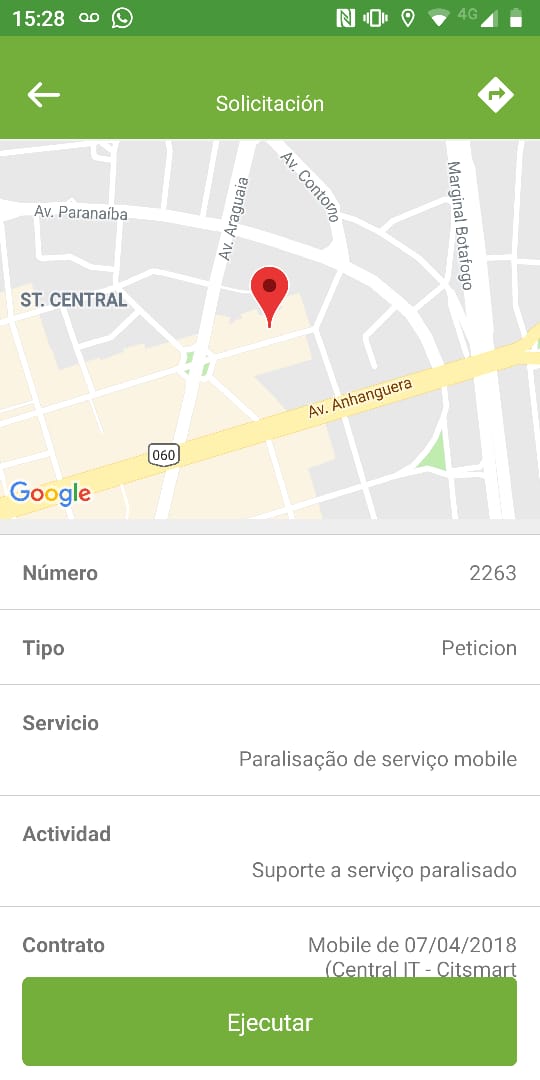 15:28
4G
Solicitación
Av. Contorno
Marginal Botafogo
Av. Paranaíba
Av. Araguaia
ST. CENTRAL
Av. Anhanguera
060
Google
Número 2263
Tipo Peticion
Servicio
Paralisação de serviço mobile
Actividad
Suporte a serviço paralisado
Contrato Mobile de 07/04/2018
(Central IT - Citsmart
Ejecutar